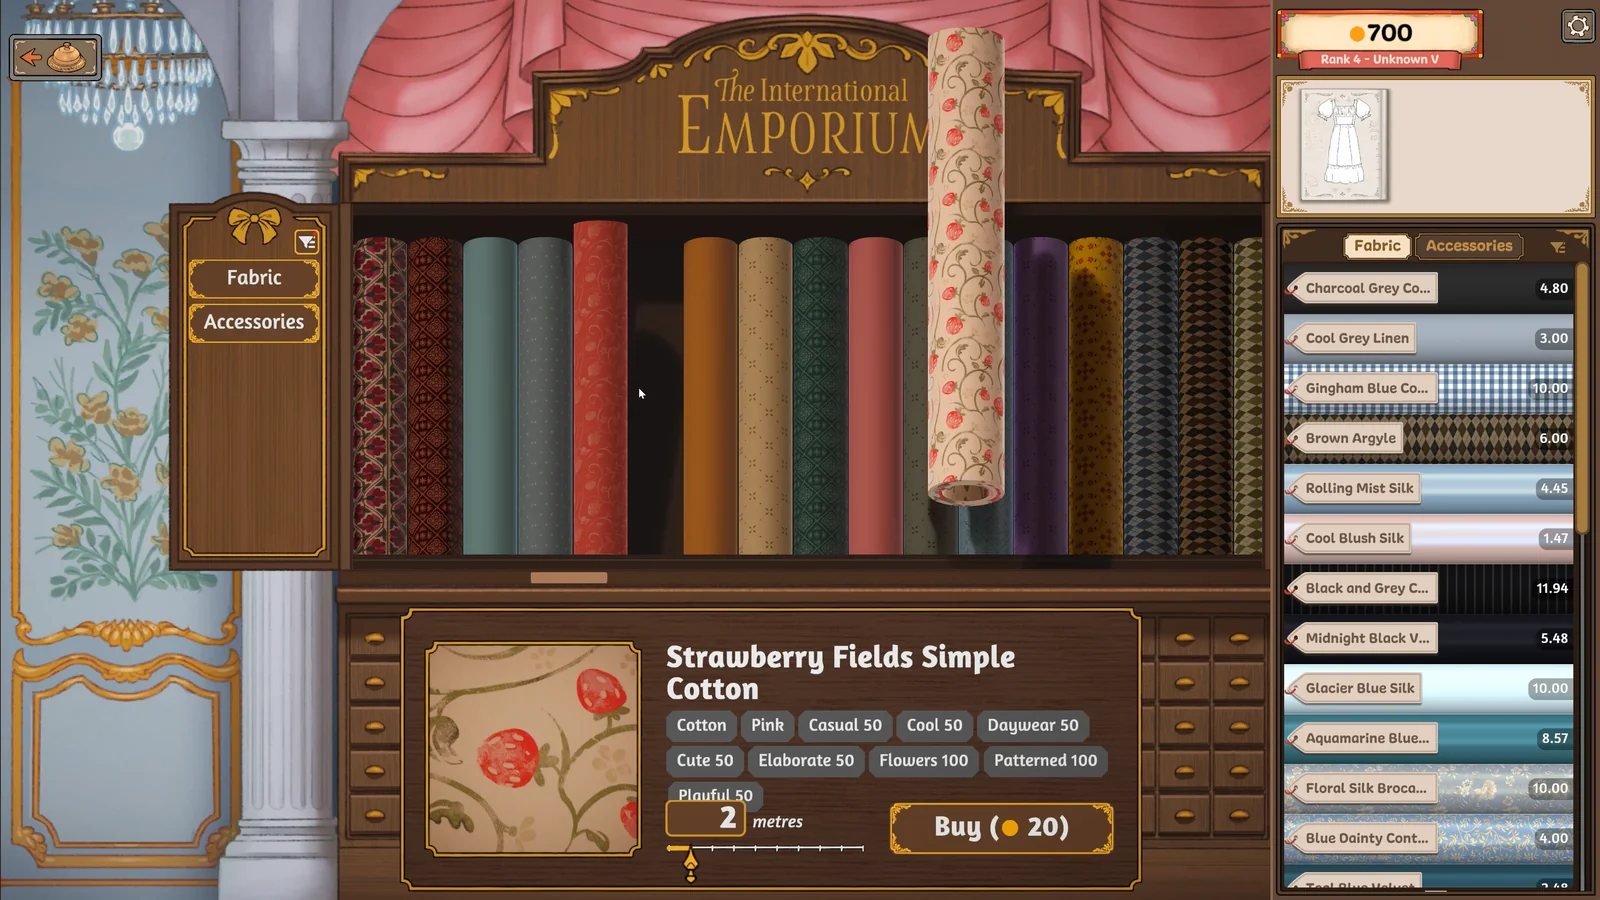 The International
EMPORIUM
700
Rank 4 - Unknown V
Fabric
Accessories
Fabric
Accessories
Charcoal Grey Co...
4.80
Cool Grey Linen
3.00
Gingham Blue Co...
10.00
Brown Argyle
6.00
Rolling Mist Silk
4.45
Cool Blush Silk
1.47
Black and Grey C...
11.94
Midnight Black V...
5.48
Glacier Blue Silk
10.00
Aquamarine Blue...
8.57
Floral Silk Broca...
10.00
Blue Dainty Cont...
4.00
Teal Blue Velvet
Strawberry Fields Simple
Cotton
Cotton
Pink
Casual 50
Cool 50
Daywear 50
Cute 50
Elaborate 50
Flowers 100
Patterned 100
Playful 50
2 metres
Buy ( 20)